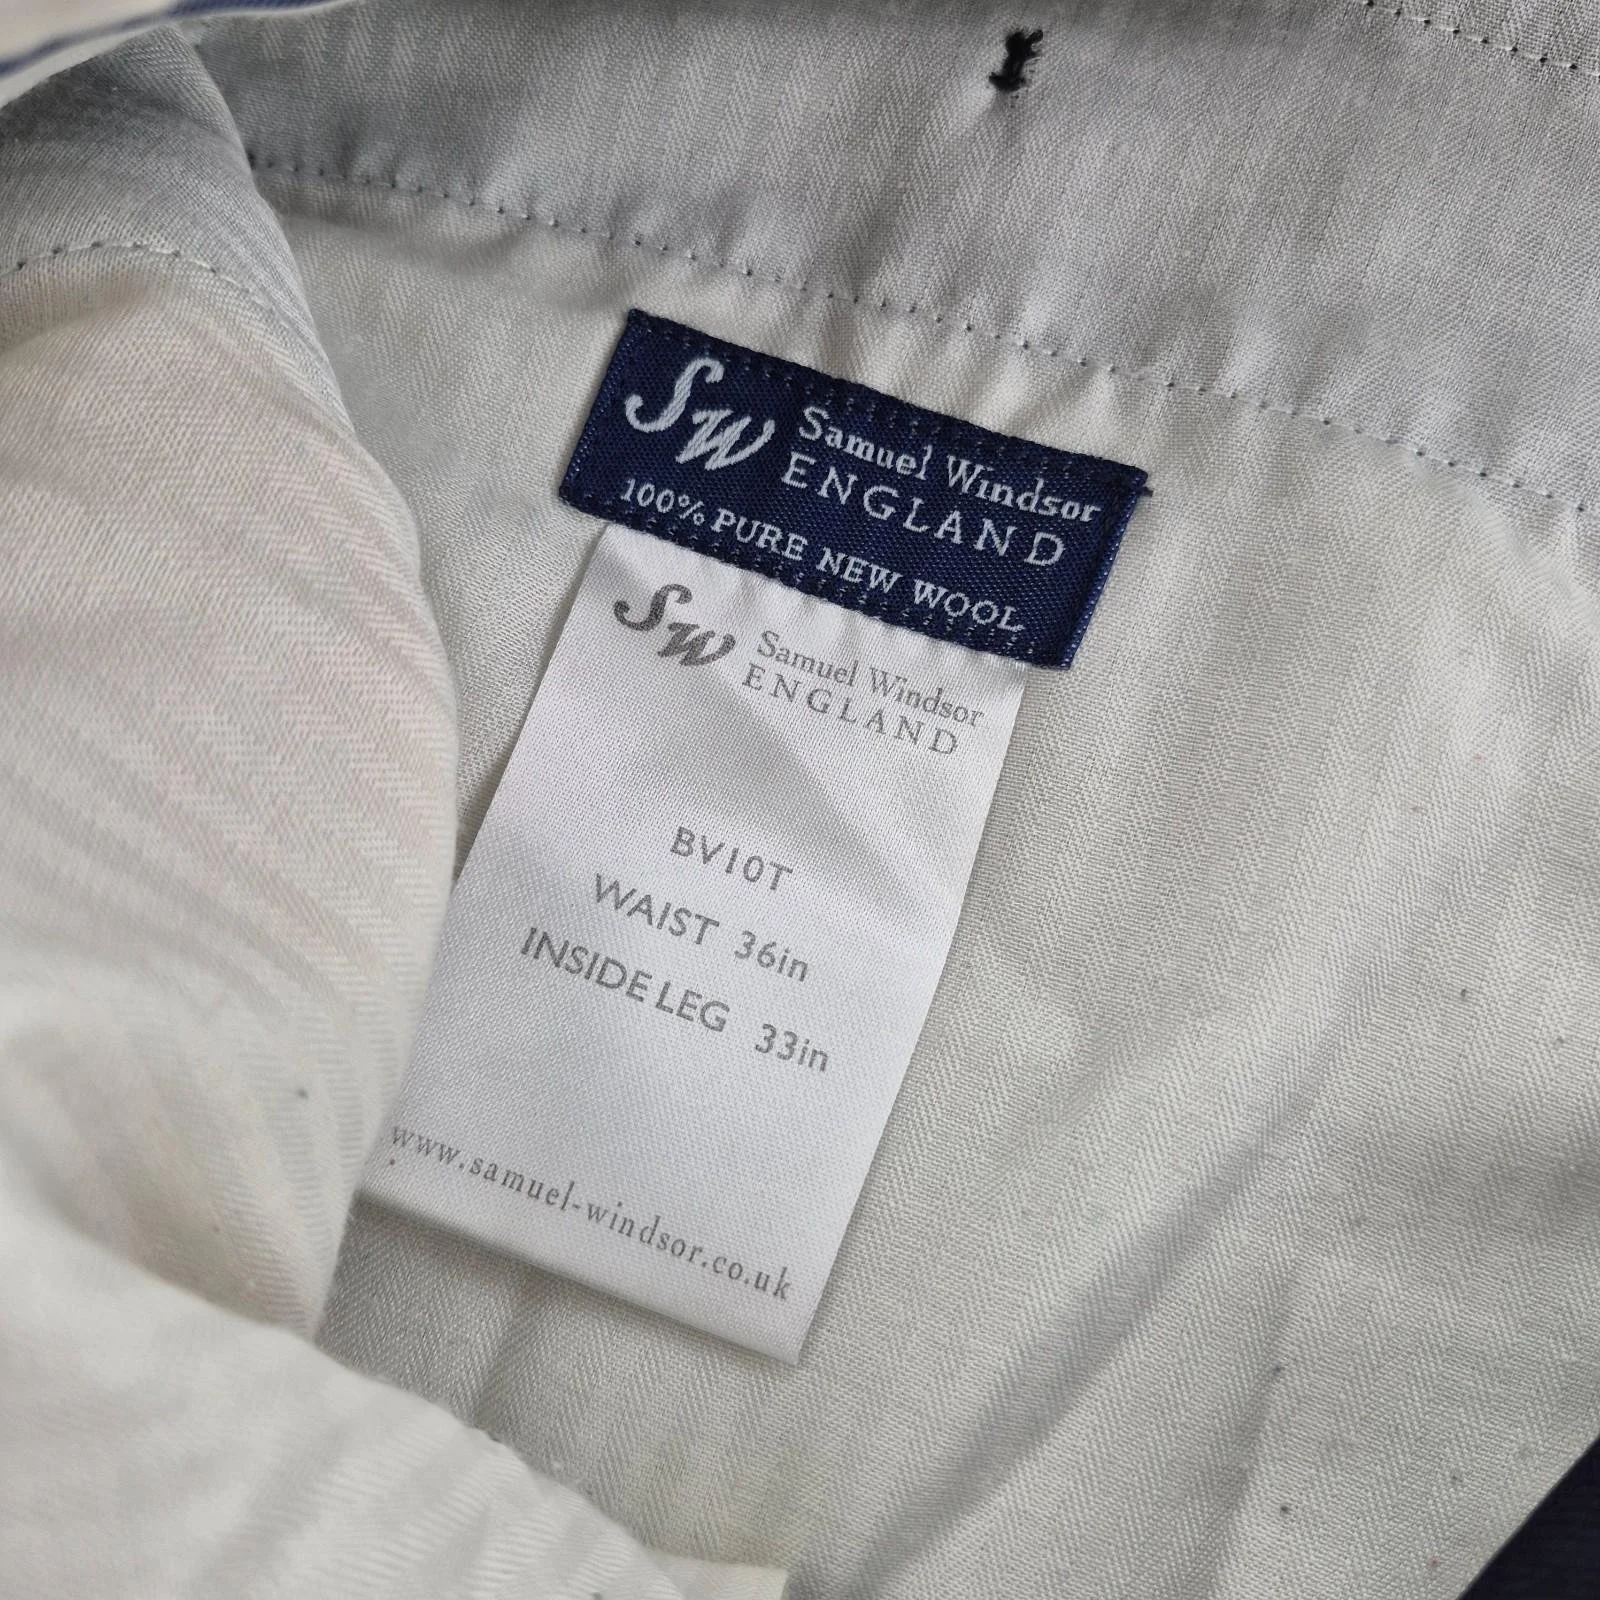 SW Samuel Windsor
ENGLAND
100% PURE NEW WOOL
SW Samuel Windsor
ENGLAND
BV10T
WAIST 36in
INSIDE LEG 33in
www.samuel-windsor.co.uk